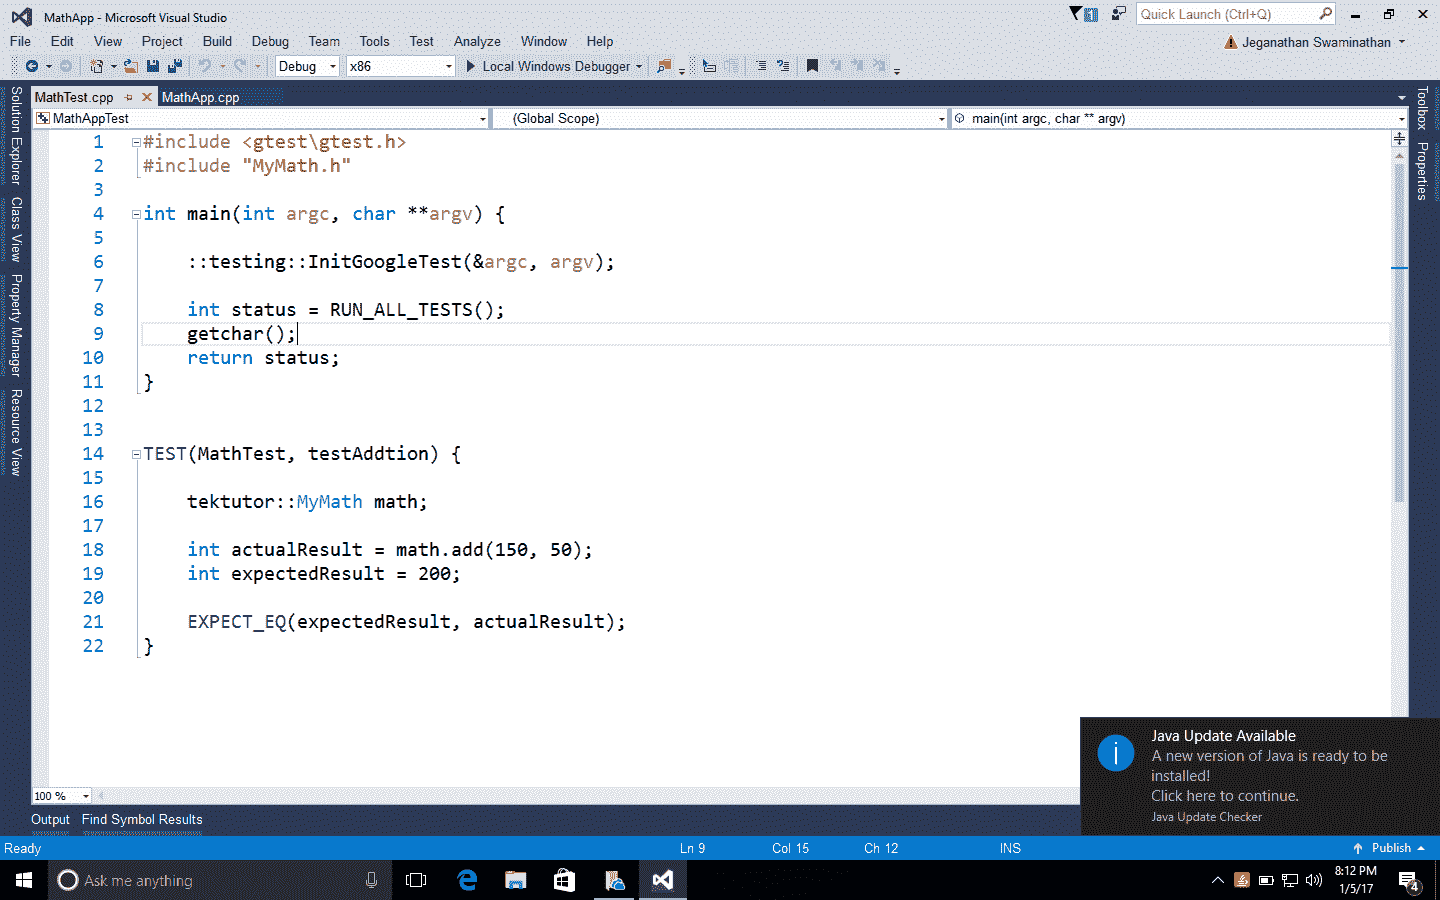 MathApp - Microsoft Visual Studio
Quick Launch (Ctrl+Q)
File Edit View Project Build Debug Team Tools Test Analyze Window Help
Jeganathan Swaminathan
Debug x86 Local Windows Debugger
MathTest.cpp MathApp.cpp
MathAppTest (Global Scope) main(int argc, char ** argv)
Solution Explorer
Class View
Property Manager
Resource View
Toolbox
Properties
1 #include <gtest\gtest.h>
2 #include "MyMath.h"
3
4 int main(int argc, char **argv) {
5
6 ::testing::InitGoogleTest(&argc, argv);
7
8 int status = RUN_ALL_TESTS();
9 getchar();
10 return status;
11 }
12
13
14 TEST(MathTest, testAddtion) {
15
16 tektutor::MyMath math;
17
18 int actualResult = math.add(150, 50);
19 int expectedResult = 200;
20
21 EXPECT_EQ(expectedResult, actualResult);
22 }
Java Update Available
A new version of Java is ready to be
installed!
Click here to continue.
Java Update Checker
100 %
Output Find Symbol Results
Ready Ln 9 Col 15 Ch 12 INS Publish
Ask me anything
8:12 PM
1/5/17
4